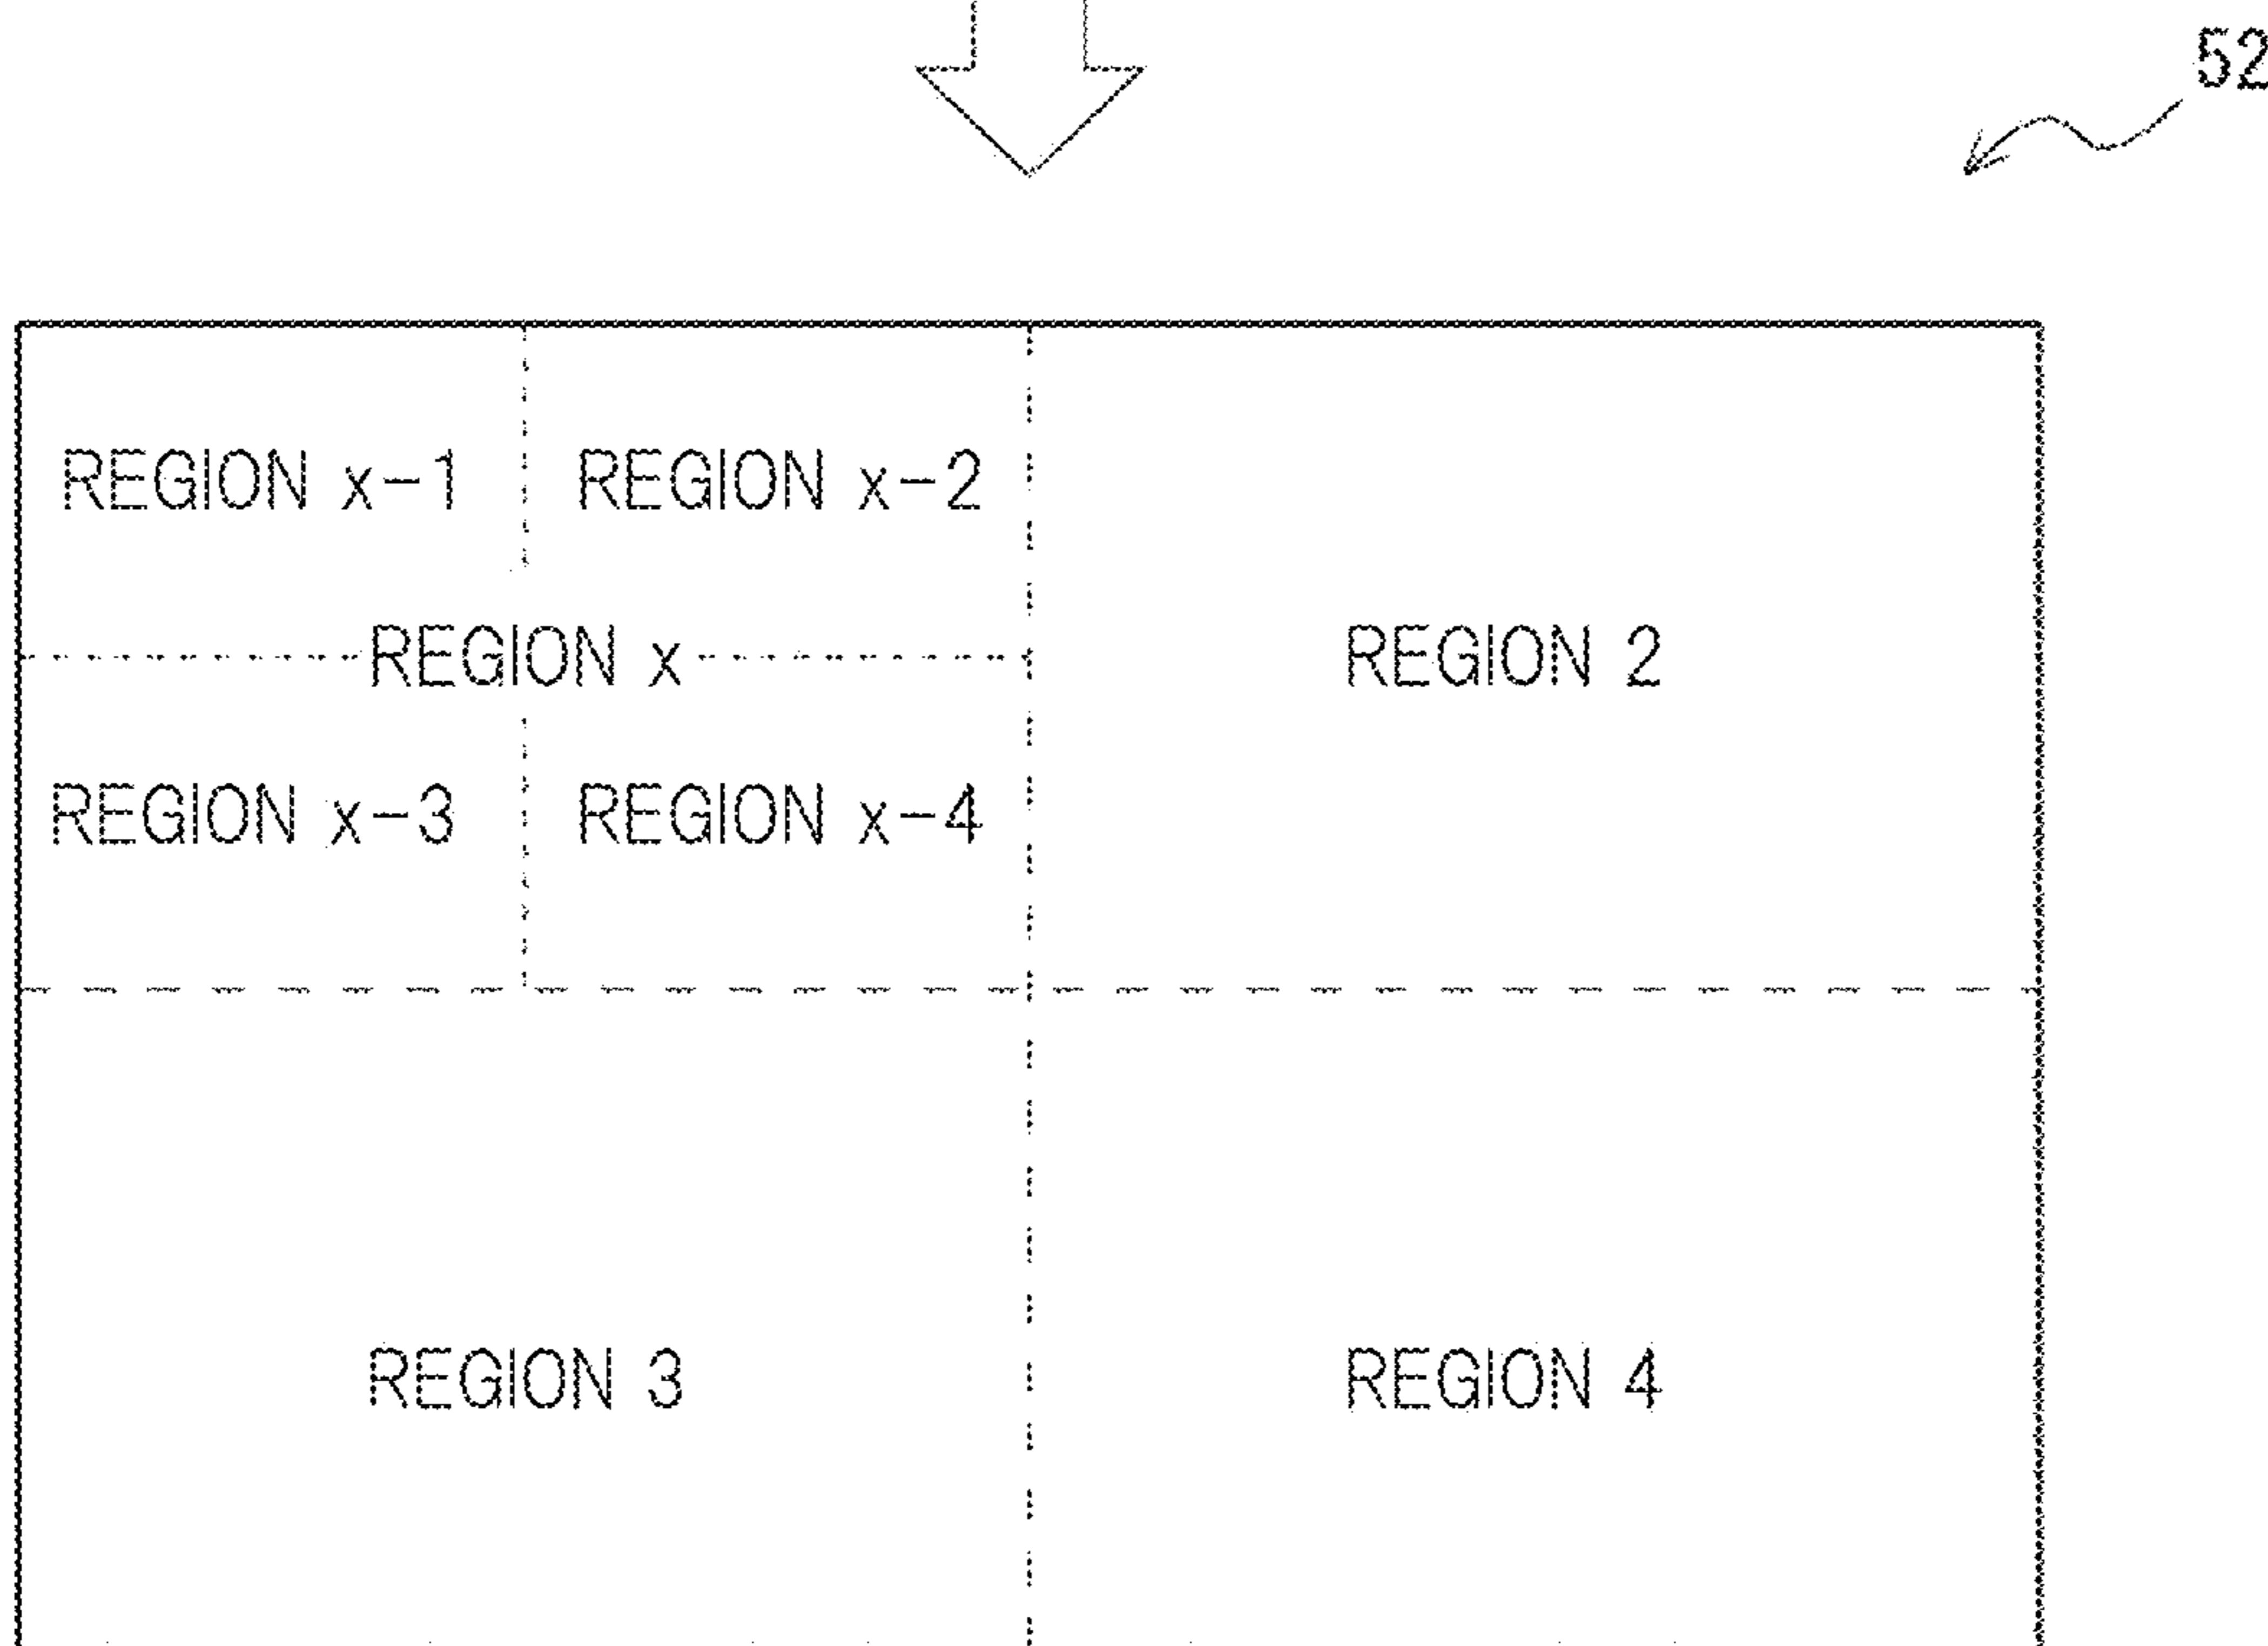 52
REGION x-1 REGION x-2
REGION x REGION 2
REGION x-3 REGION x-4
REGION 3 REGION 4